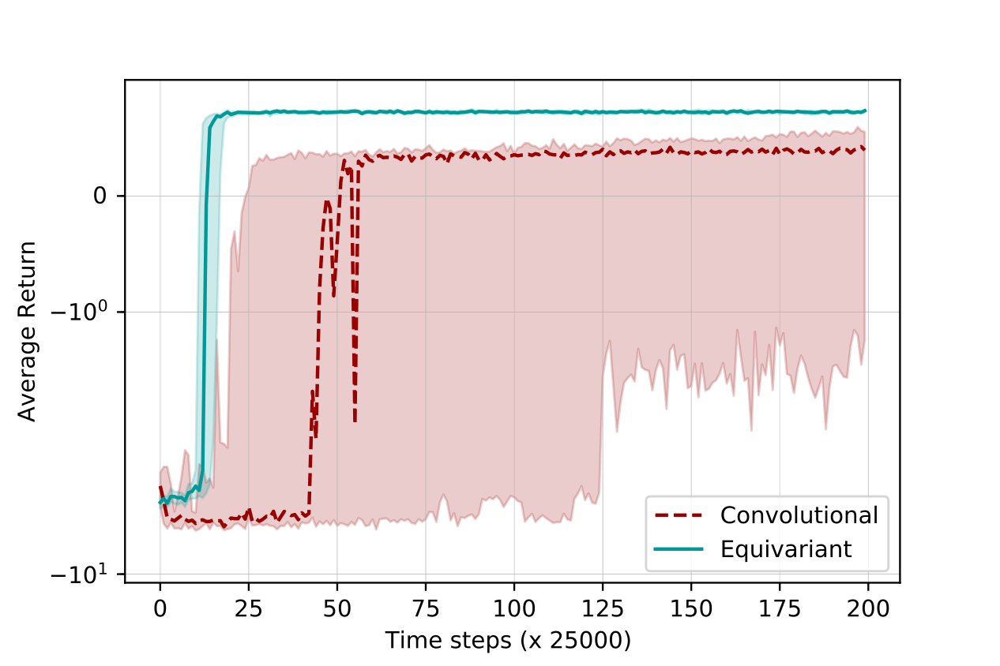 Average Return
0
−10⁰
−10¹
Convolutional
Equivariant
0 25 50 75 100 125 150 175 200
Time steps (x 25000)